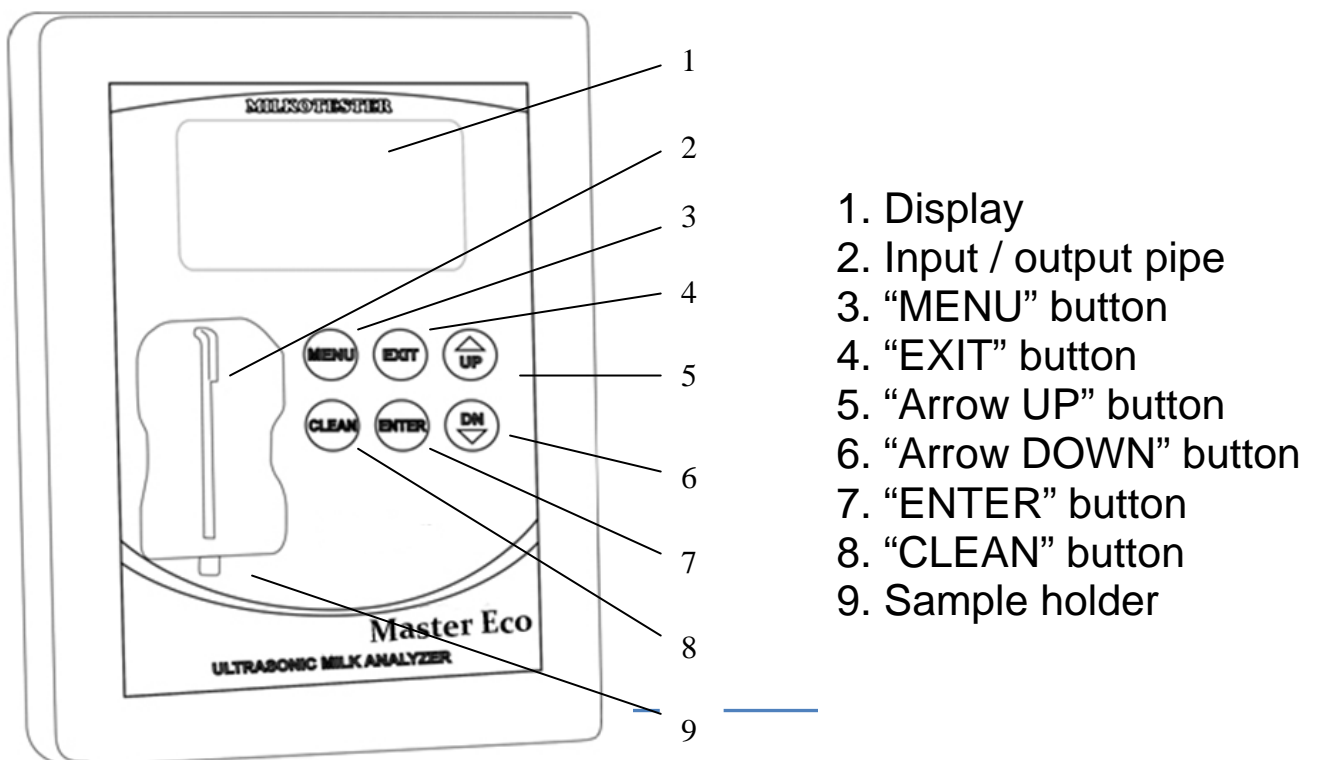 MILKOTESTER
MENU EXIT UP
CLEAN ENTER DN
Master Eco
ULTRASONIC MILK ANALYZER
1
2
3
4
5
6
7
8
9
1. Display
2. Input / output pipe
3. “MENU” button
4. “EXIT” button
5. “Arrow UP” button
6. “Arrow DOWN” button
7. “ENTER” button
8. “CLEAN” button
9. Sample holder